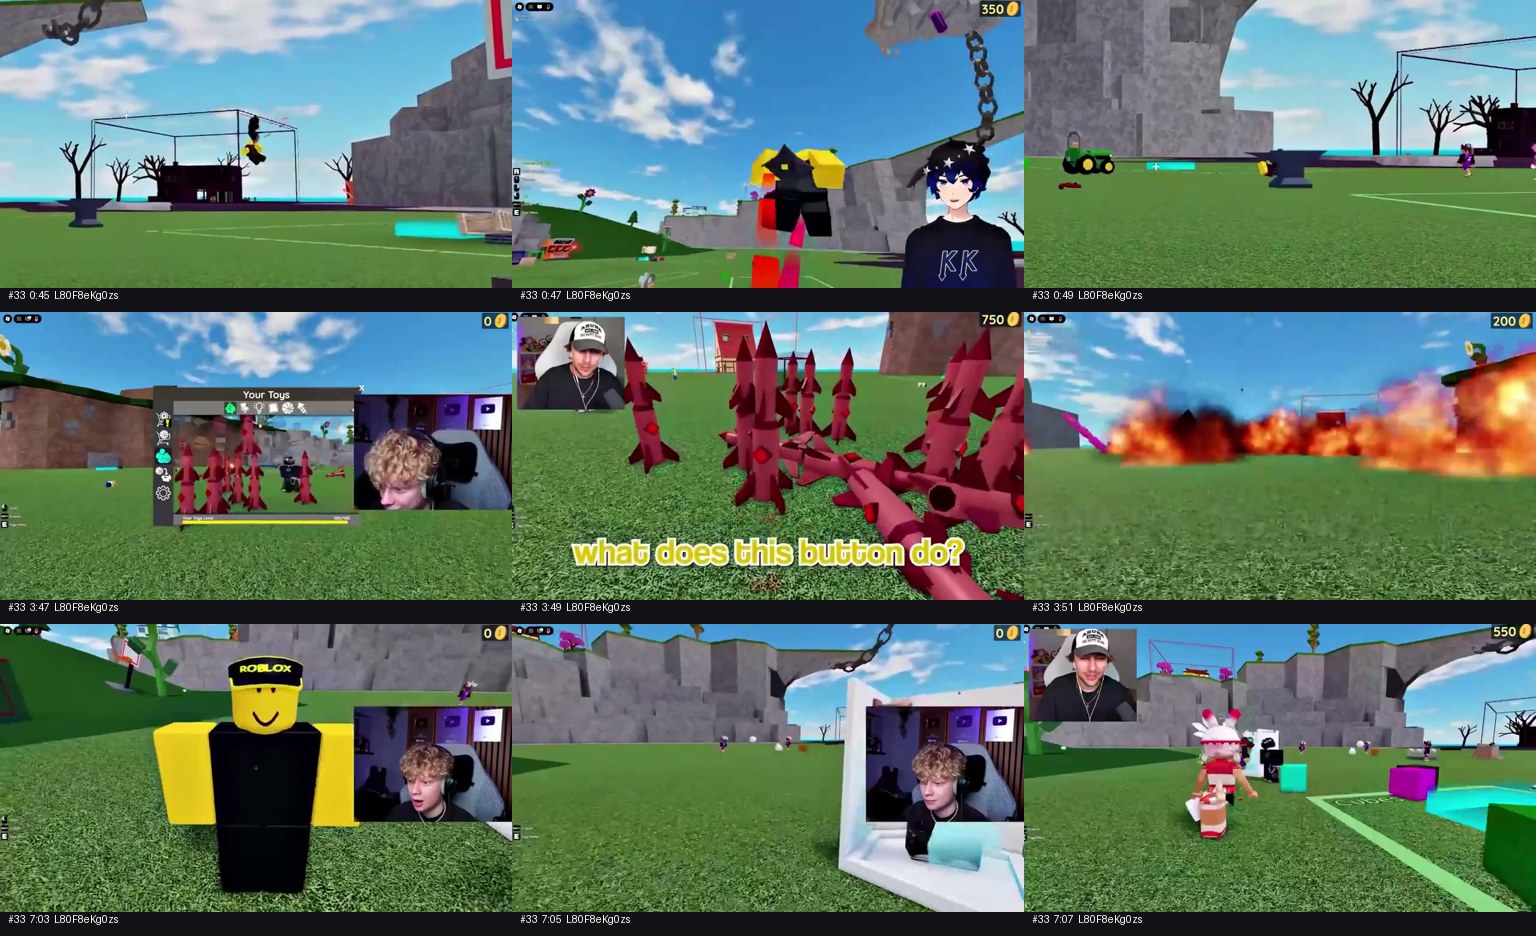 #33 0:45 L80F8eKg0zs
350
KK
#33 0:47 L80F8eKg0zs
#33 0:49 L80F8eKg0zs
0
Your Toys
#33 3:47 L80F8eKg0zs
750
what does this button do?
#33 3:49 L80F8eKg0zs
200
#33 3:51 L80F8eKg0zs
0
ROBLOX
#33 7:03 L80F8eKg0zs
0
#33 7:05 L80F8eKg0zs
550
#33 7:07 L80F8eKg0zs